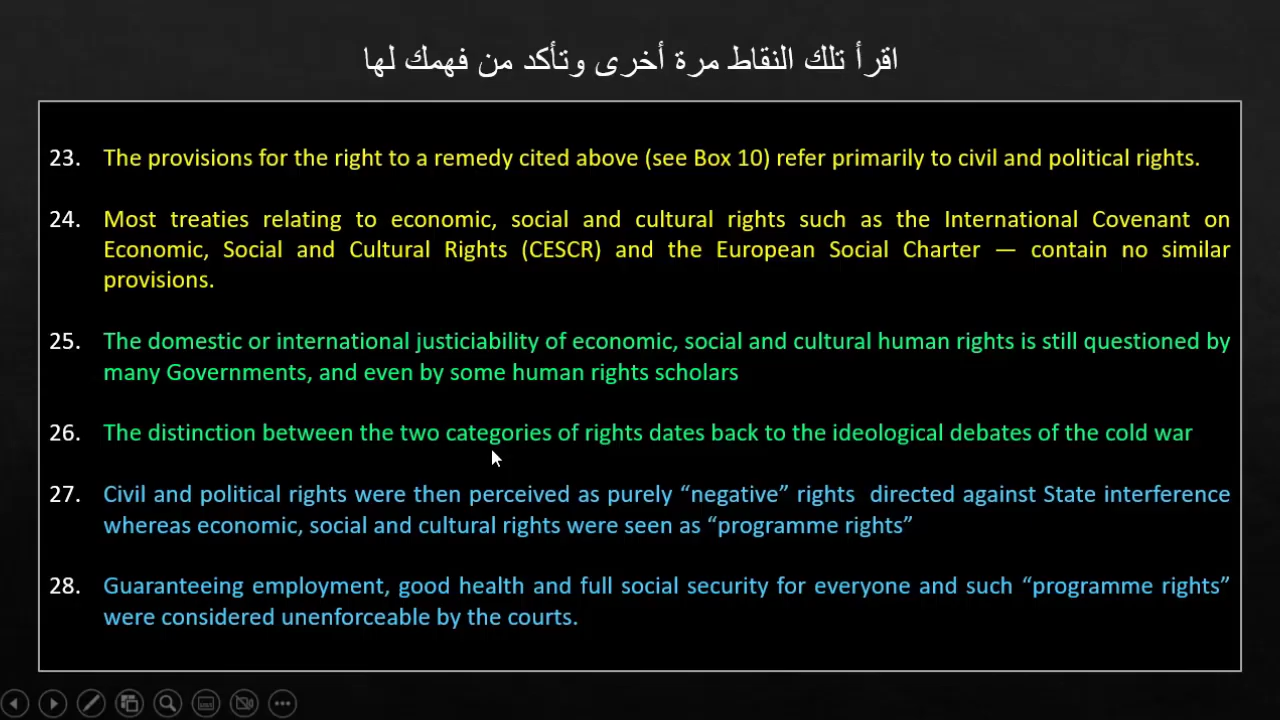 اقرأ تلك النقاط مرة أخرى وتأكد من فهمك لها
23. The provisions for the right to a remedy cited above (see Box 10) refer primarily to civil and political rights.
24. Most treaties relating to economic, social and cultural rights such as the International Covenant on
Economic, Social and Cultural Rights (CESCR) and the European Social Charter — contain no similar
provisions.
25. The domestic or international justiciability of economic, social and cultural human rights is still questioned by
many Governments, and even by some human rights scholars
26. The distinction between the two categories of rights dates back to the ideological debates of the cold war
27. Civil and political rights were then perceived as purely “negative” rights directed against State interference
whereas economic, social and cultural rights were seen as “programme rights”
28. Guaranteeing employment, good health and full social security for everyone and such “programme rights”
were considered unenforceable by the courts.